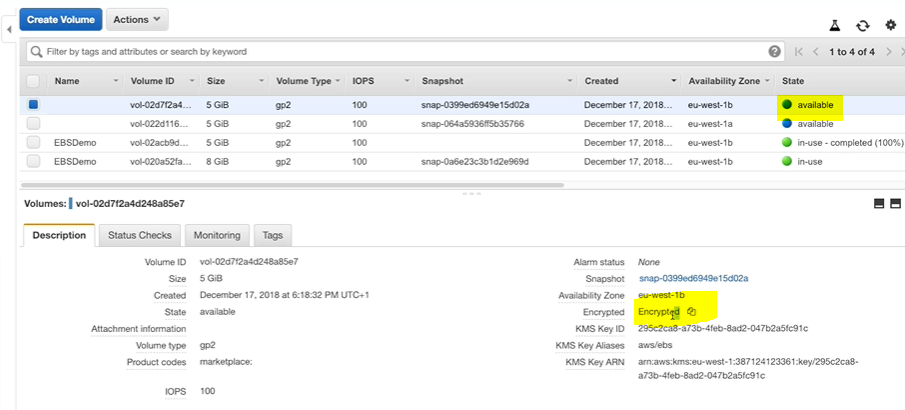 Create Volume Actions
Filter by tags and attributes or search by keyword 1 to 4 of 4
Name Volume ID Size Volume Type IOPS Snapshot Created Availability Zone State
vol-02d7f2a4... 5 GiB gp2 100 snap-0399ed6949e15d02a December 17, 2018... eu-west-1b available
vol-022d116... 5 GiB gp2 100 snap-064a5936ff5b35766 December 17, 2018... eu-west-1a available
EBSDemo vol-02acb9d... 5 GiB gp2 100 December 17, 2018... eu-west-1b in-use - completed (100%)
EBSDemo vol-020a52fa... 8 GiB gp2 100 snap-0a6e23c3b1d2e969d December 17, 2018... eu-west-1b in-use
Volumes: vol-02d7f2a4d248a85e7
Description Status Checks Monitoring Tags
Volume ID vol-02d7f2a4d248a85e7 Alarm status None
Size 5 GiB Snapshot snap-0399ed6949e15d02a
Created December 17, 2018 at 6:18:32 PM UTC+1 Availability Zone eu-west-1b
State available Encrypted Encrypted
Attachment information KMS Key ID 295c2ca8-a73b-4feb-8ad2-047b2a5fc91c
Volume type gp2 KMS Key Aliases aws/ebs
Product codes marketplace: KMS Key ARN arn:aws:kms:eu-west-1:387124123361:key/295c2ca8-
a73b-4feb-8ad2-047b2a5fc91c
IOPS 100